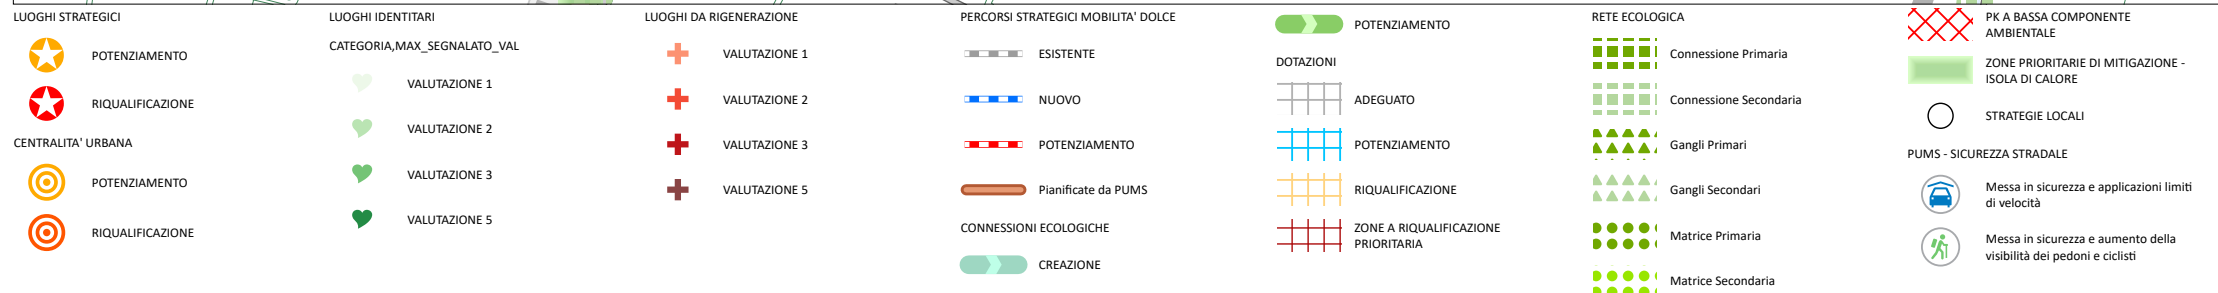 LUOGHI STRATEGICI
POTENZIAMENTO
RIQUALIFICAZIONE
CENTRALITA' URBANA
POTENZIAMENTO
RIQUALIFICAZIONE
LUOGHI IDENTITARI
CATEGORIA,MAX_SEGNALATO_VAL
VALUTAZIONE 1
VALUTAZIONE 2
VALUTAZIONE 3
VALUTAZIONE 5
LUOGHI DA RIGENERAZIONE
VALUTAZIONE 1
VALUTAZIONE 2
VALUTAZIONE 3
VALUTAZIONE 5
PERCORSI STRATEGICI MOBILITA' DOLCE
ESISTENTE
NUOVO
POTENZIAMENTO
Pianificate da PUMS
CONNESSIONI ECOLOGICHE
CREAZIONE
POTENZIAMENTO
DOTAZIONI
ADEGUATO
POTENZIAMENTO
RIQUALIFICAZIONE
ZONE A RIQUALIFICAZIONE
PRIORITARIA
RETE ECOLOGICA
Connessione Primaria
Connessione Secondaria
Gangli Primari
Gangli Secondari
Matrice Primaria
Matrice Secondaria
PK A BASSA COMPONENTE
AMBIENTALE
ZONE PRIORITARIE DI MITIGAZIONE -
ISOLA DI CALORE
STRATEGIE LOCALI
PUMS - SICUREZZA STRADALE
Messa in sicurezza e applicazioni limiti
di velocità
Messa in sicurezza e aumento della
visibilità dei pedoni e ciclisti